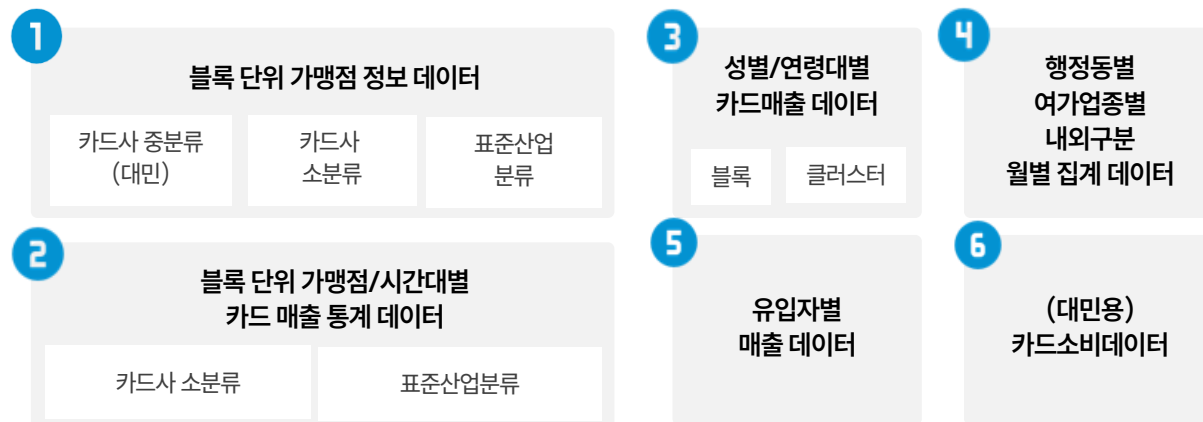 1
블록 단위 가맹점 정보 데이터
카드사 중분류
(대민)
카드사
소분류
표준산업
분류
2
블록 단위 가맹점/시간대별
카드 매출 통계 데이터
카드사 소분류
표준산업분류
3
성별/연령대별
카드매출 데이터
블록
클러스터
4
행정동별
여가업종별
내외구분
월별 집계 데이터
5
유입자별
매출 데이터
6
(대민용)
카드소비데이터